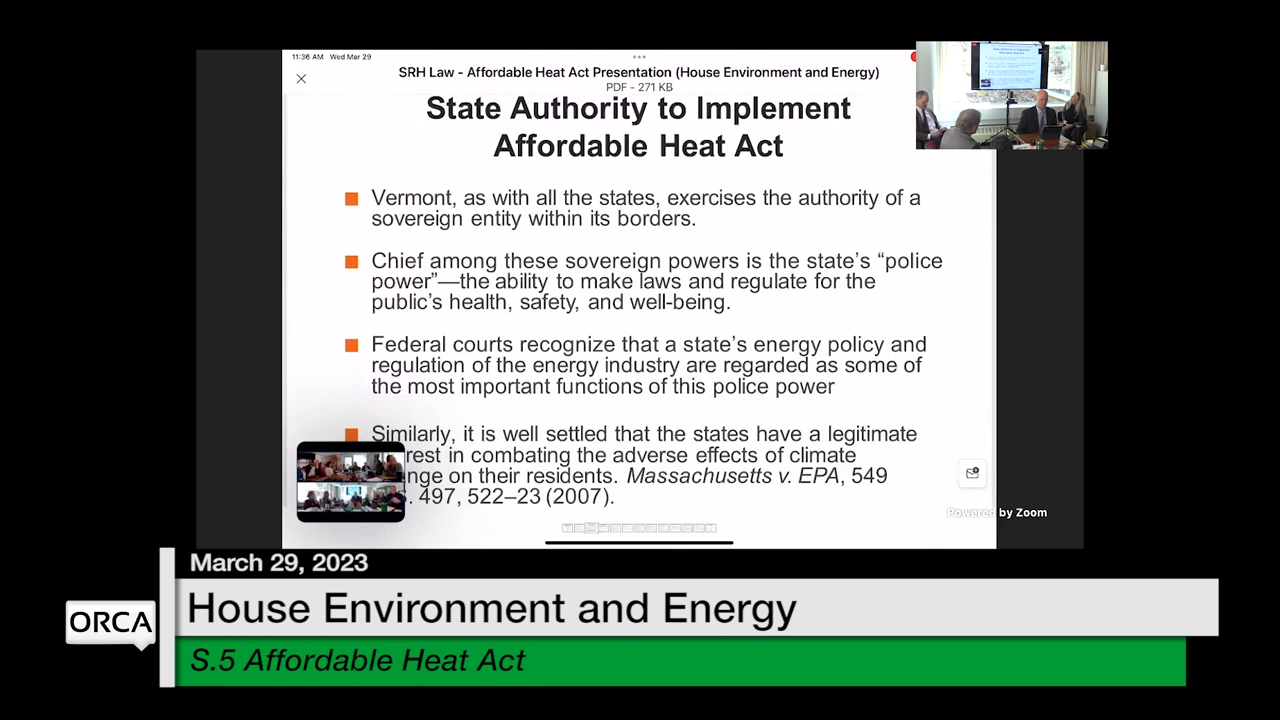 11:36 AM Wed Mar 29
SRH Law - Affordable Heat Act Presentation (House Environment and Energy)
PDF - 271 KB
State Authority to Implement
Affordable Heat Act
Vermont, as with all the states, exercises the authority of a
sovereign entity within its borders.
Chief among these sovereign powers is the state's “police
power”—the ability to make laws and regulate for the
public's health, safety, and well-being.
Federal courts recognize that a state's energy policy and
regulation of the energy industry are regarded as some of
the most important functions of this police power
Similarly, it is well settled that the states have a legitimate
in combating the adverse effects of climate
on their residents. Massachusetts v. EPA, 549
497, 522–23 (2007).
Powered by Zoom
March 29, 2023
House Environment and Energy
ORCA
S.5 Affordable Heat Act